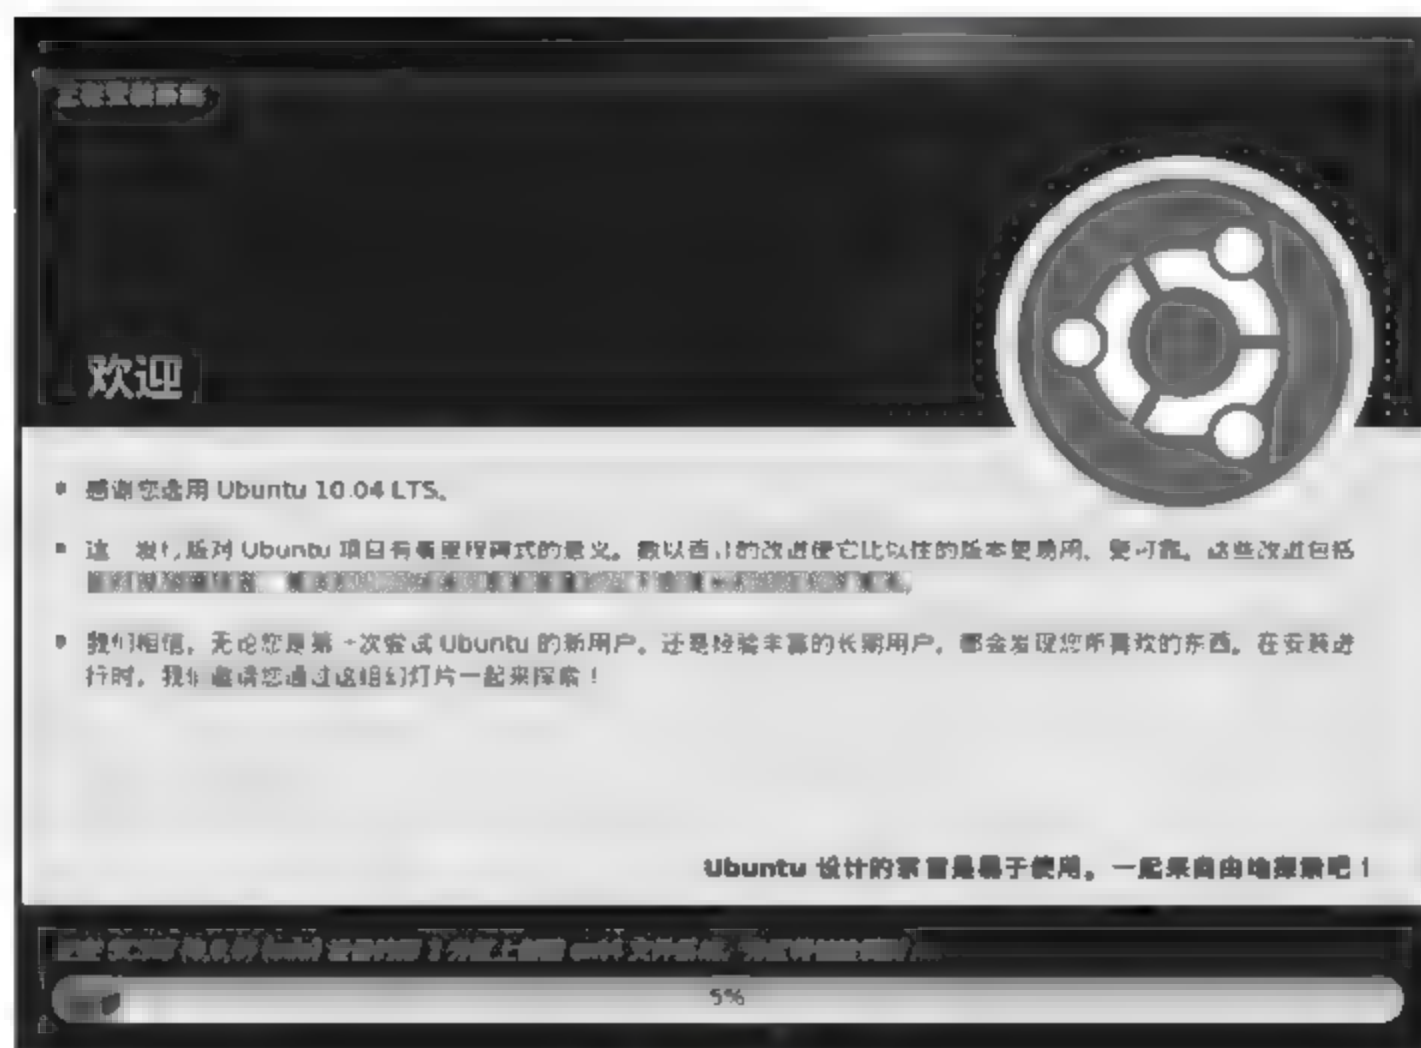 欢迎
感谢您选用 Ubuntu 10.04 LTS。
这 发行版对 Ubuntu 项目有着里程碑式的意义。数以百计的改进使它比以往的版本更易用、更可靠。这些改进包括
我们相信，无论您是第一次尝试 Ubuntu 的新用户，还是经验丰富的长期用户，都会发现您所喜欢的东西。在安装进
行时，我们邀请您通过这组幻灯片一起来探索！
Ubuntu 设计的宗旨是易于使用。一起来自由地探索吧！
5%